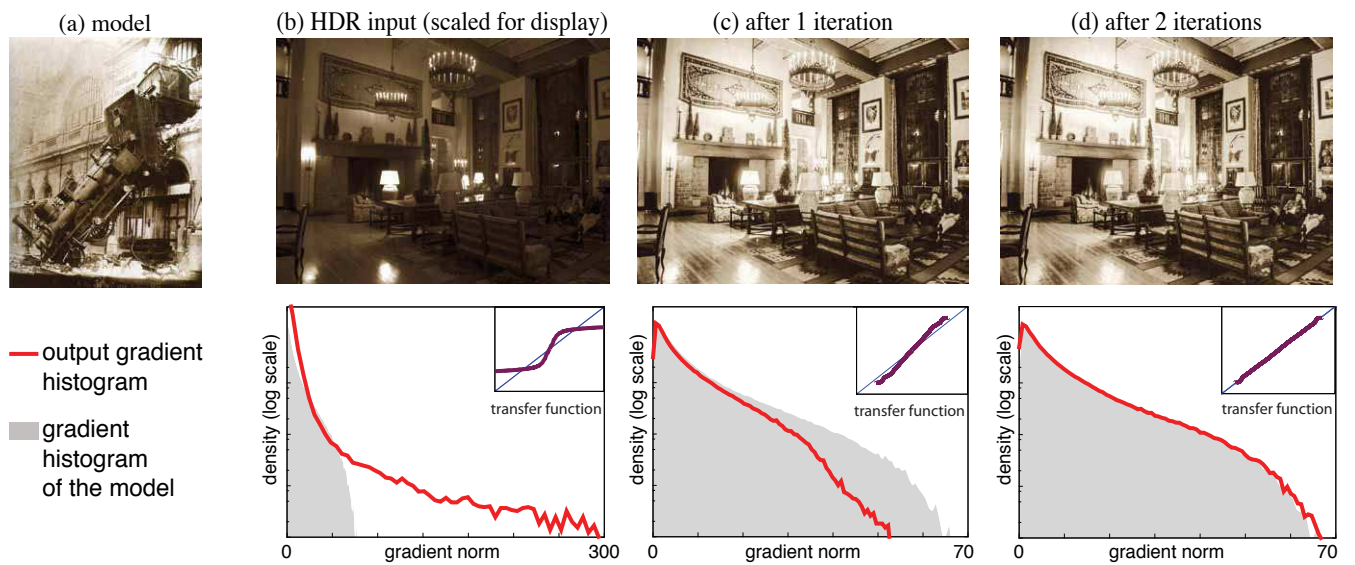 (a) model
(b) HDR input (scaled for display)
(c) after 1 iteration
(d) after 2 iterations
output gradient
histogram
gradient
histogram
of the model
density (log scale)
transfer function
0
gradient norm
300
density (log scale)
transfer function
0
gradient norm
70
density (log scale)
transfer function
0
gradient norm
70